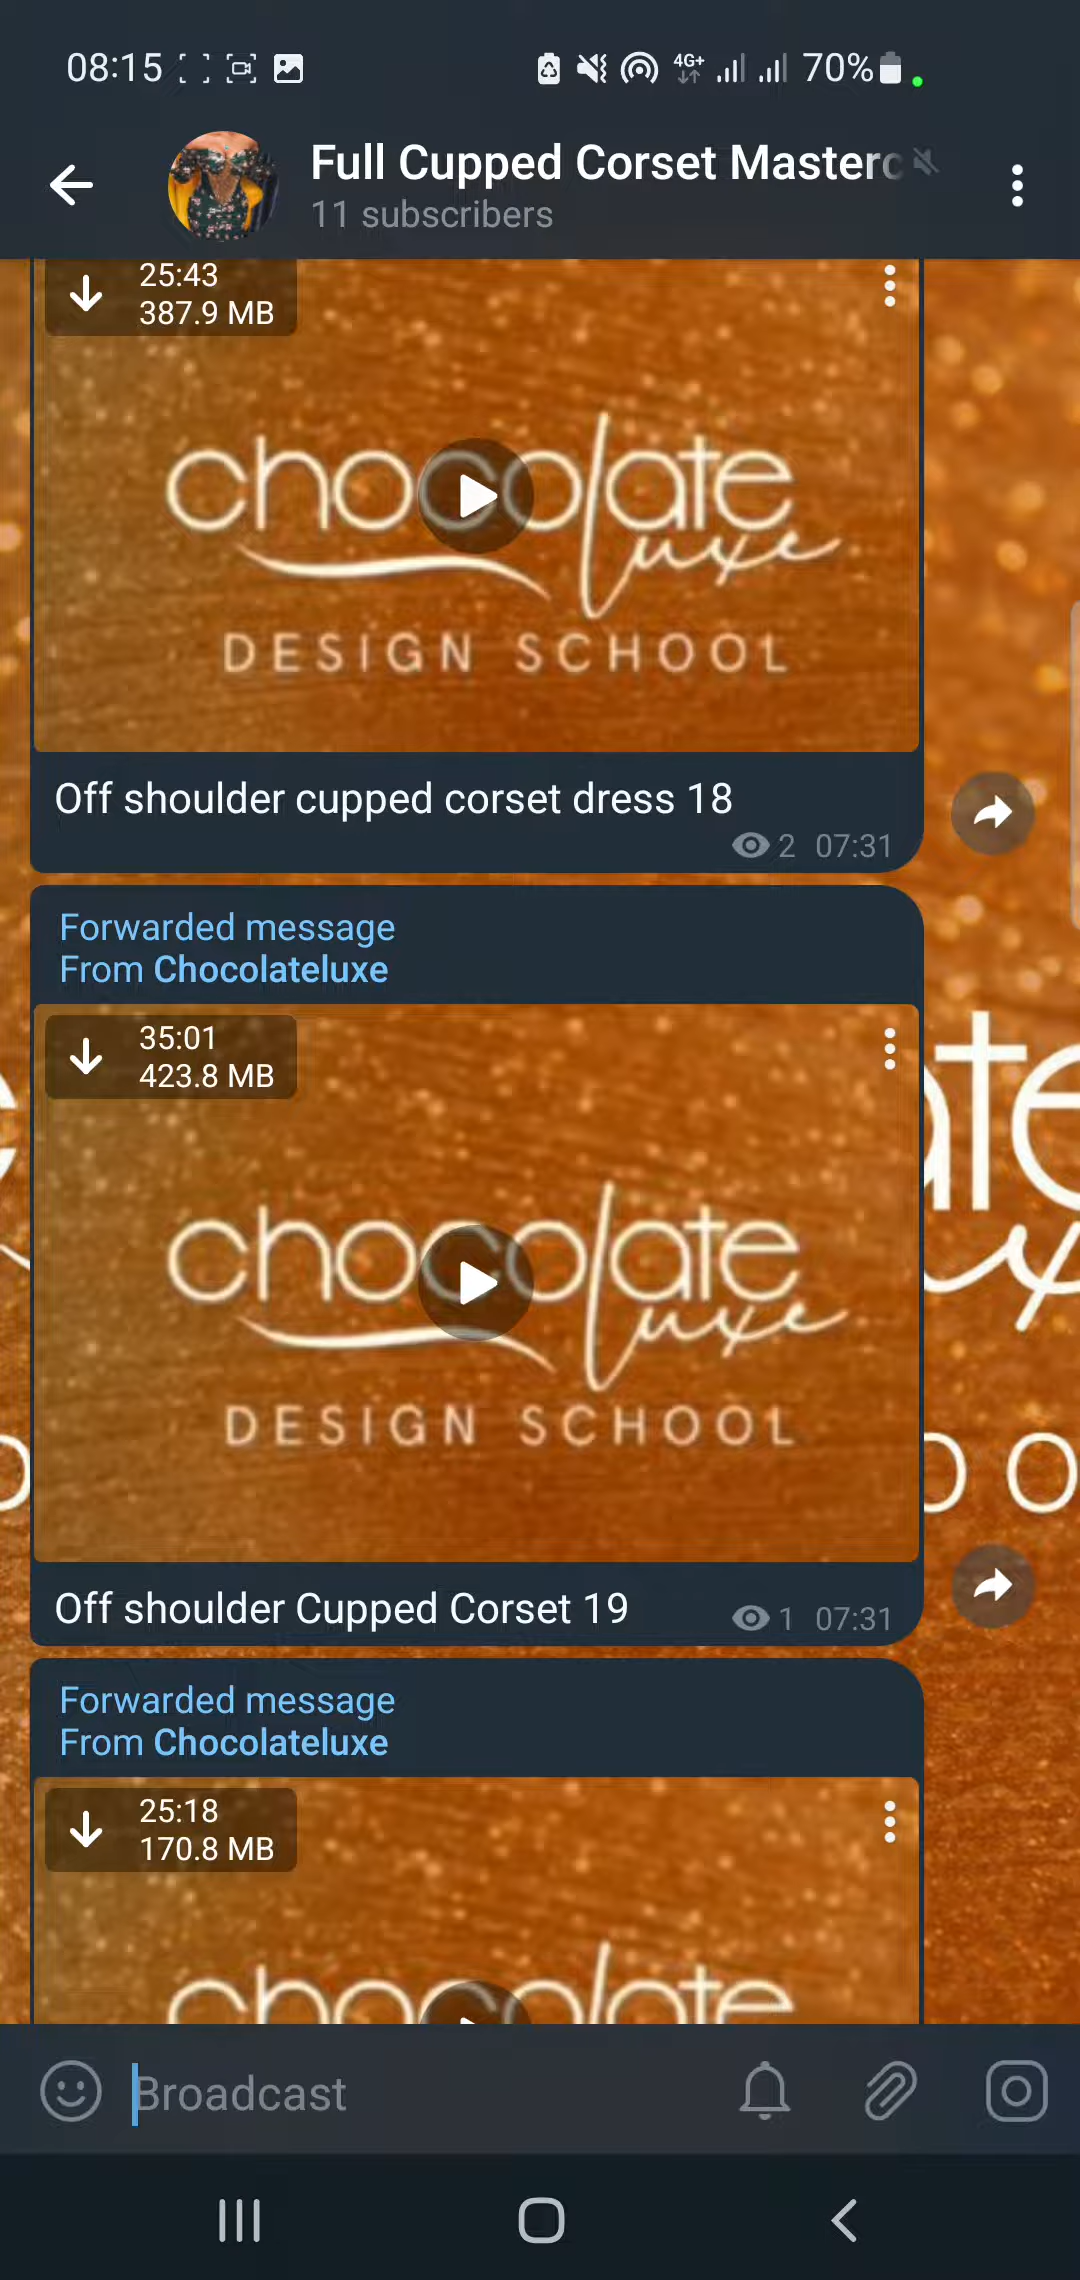 08:15
4G+
70%
Full Cupped Corset Masterc
11 subscribers
25:43
387.9 MB
chocolate
luxe
DESIGN SCHOOL
Off shoulder cupped corset dress 18
2 07:31
Forwarded message
From Chocolateluxe
35:01
423.8 MB
chocolate
luxe
DESIGN SCHOOL
Off shoulder Cupped Corset 19
1 07:31
Forwarded message
From Chocolateluxe
25:18
170.8 MB
chocolate
Broadcast